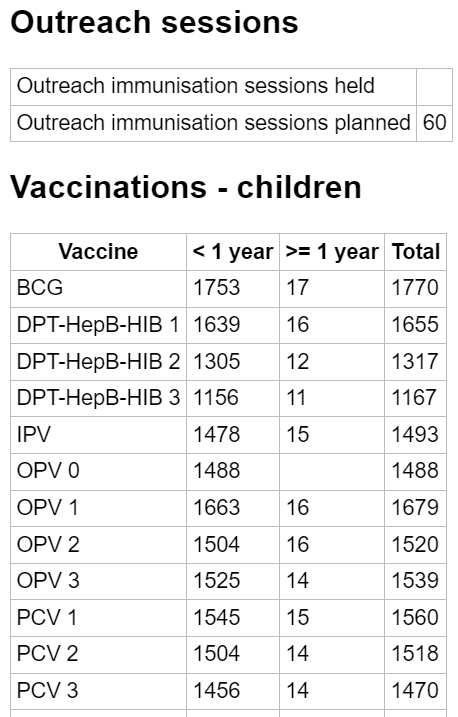 Outreach sessions
Outreach immunisation sessions held
Outreach immunisation sessions planned 60
Vaccinations - children
Vaccine < 1 year >= 1 year Total
BCG 1753 17 1770
DPT-HepB-HIB 1 1639 16 1655
DPT-HepB-HIB 2 1305 12 1317
DPT-HepB-HIB 3 1156 11 1167
IPV 1478 15 1493
OPV 0 1488 1488
OPV 1 1663 16 1679
OPV 2 1504 16 1520
OPV 3 1525 14 1539
PCV 1 1545 15 1560
PCV 2 1504 14 1518
PCV 3 1456 14 1470